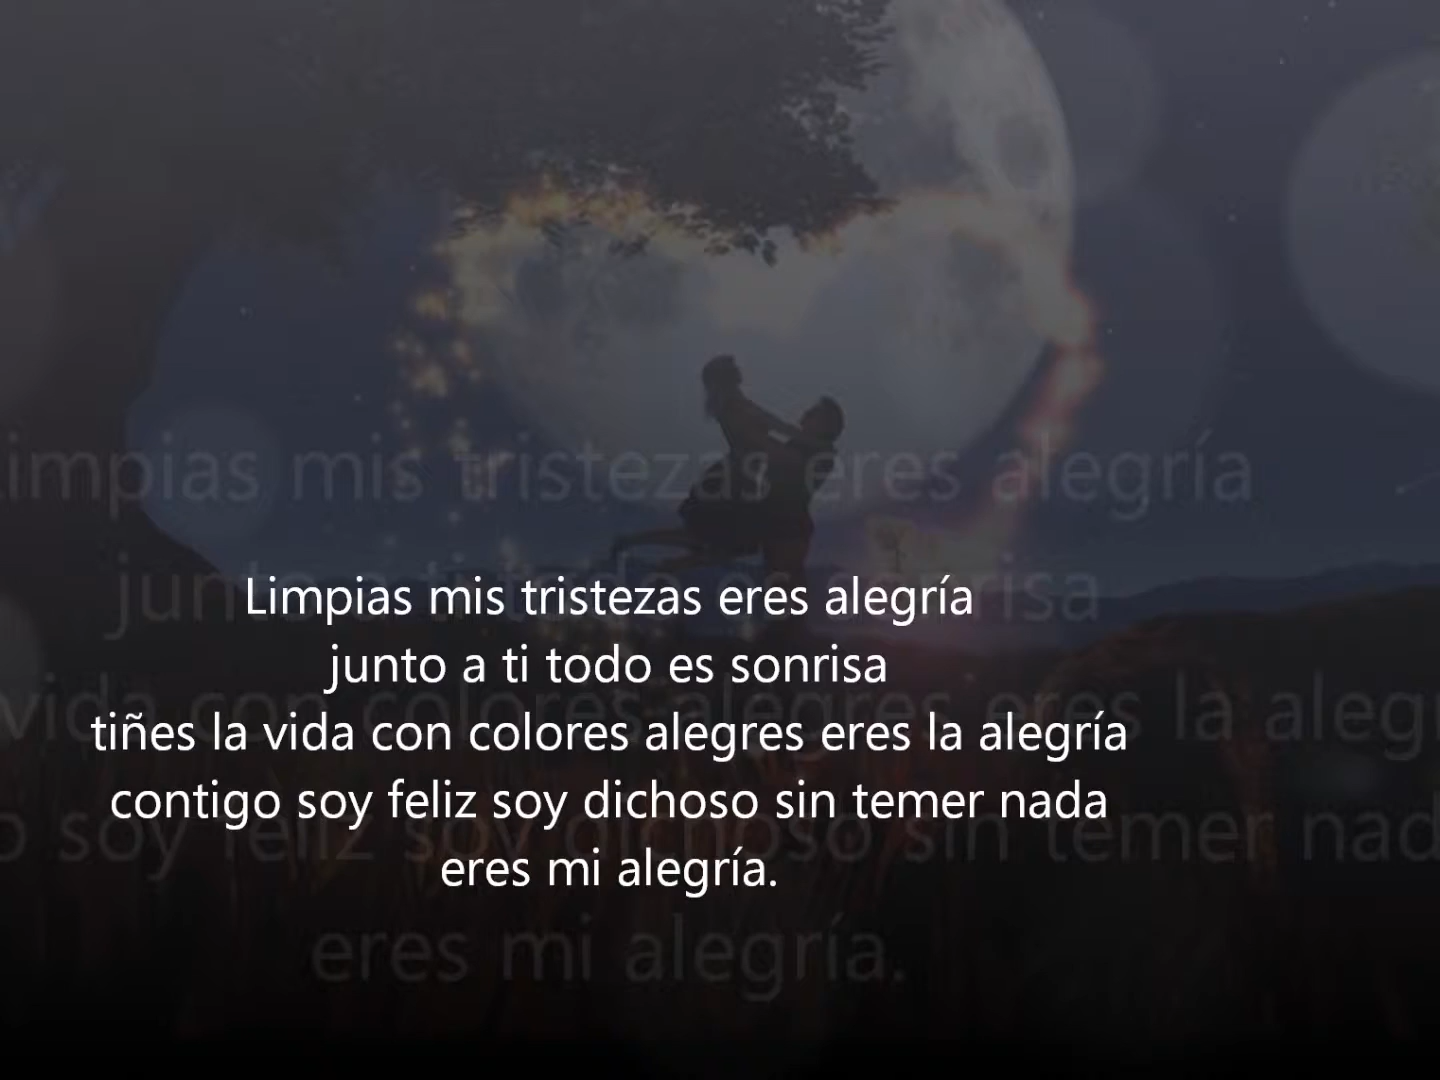 Limpias mis tristezas eres alegría
junto a ti todo es sonrisa
tiñes la vida con colores alegres eres la alegría
contigo soy feliz soy dichoso sin temer nada
eres mi alegría.